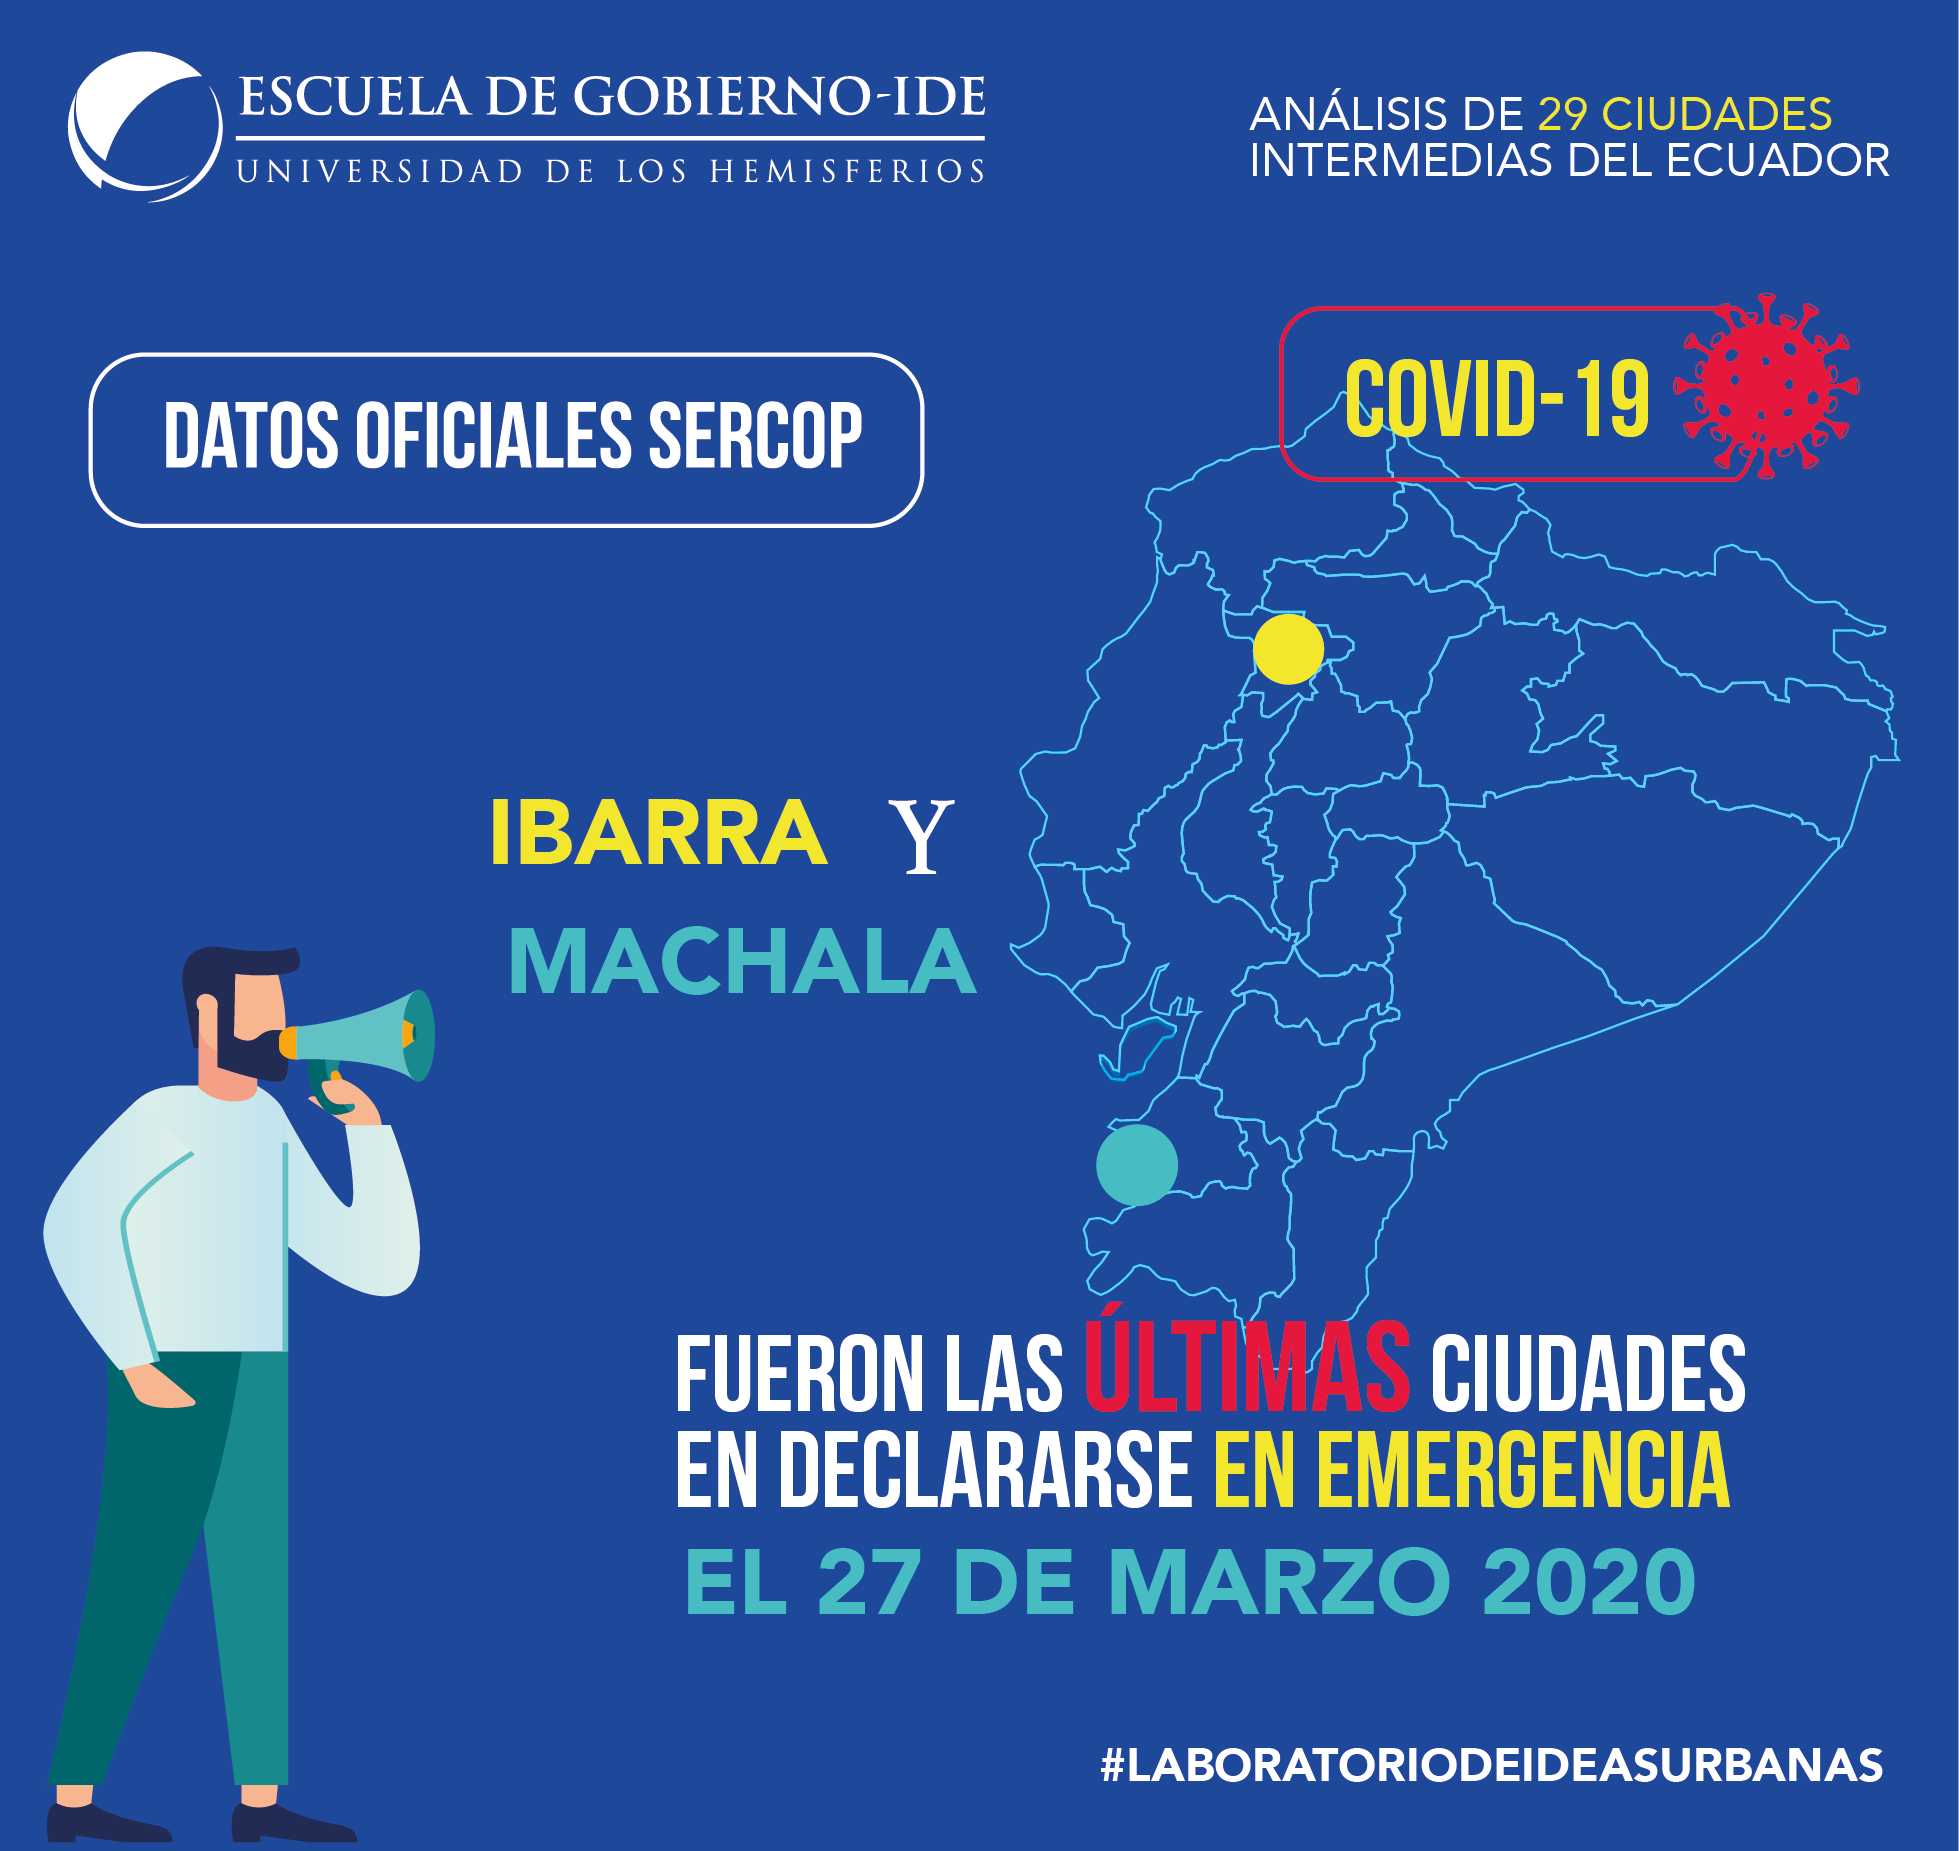 ESCUELA DE GOBIERNO-IDE
UNIVERSIDAD DE LOS HEMISFERIOS
ANÁLISIS DE 29 CIUDADES
INTERMEDIAS DEL ECUADOR
DATOS OFICIALES SERCOP
COVID-19
IBARRA Y
MACHALA
FUERON LAS ÚLTIMAS CIUDADES
EN DECLARARSE EN EMERGENCIA
EL 27 DE MARZO 2020
#LABORATORIODEIDEASURBANAS